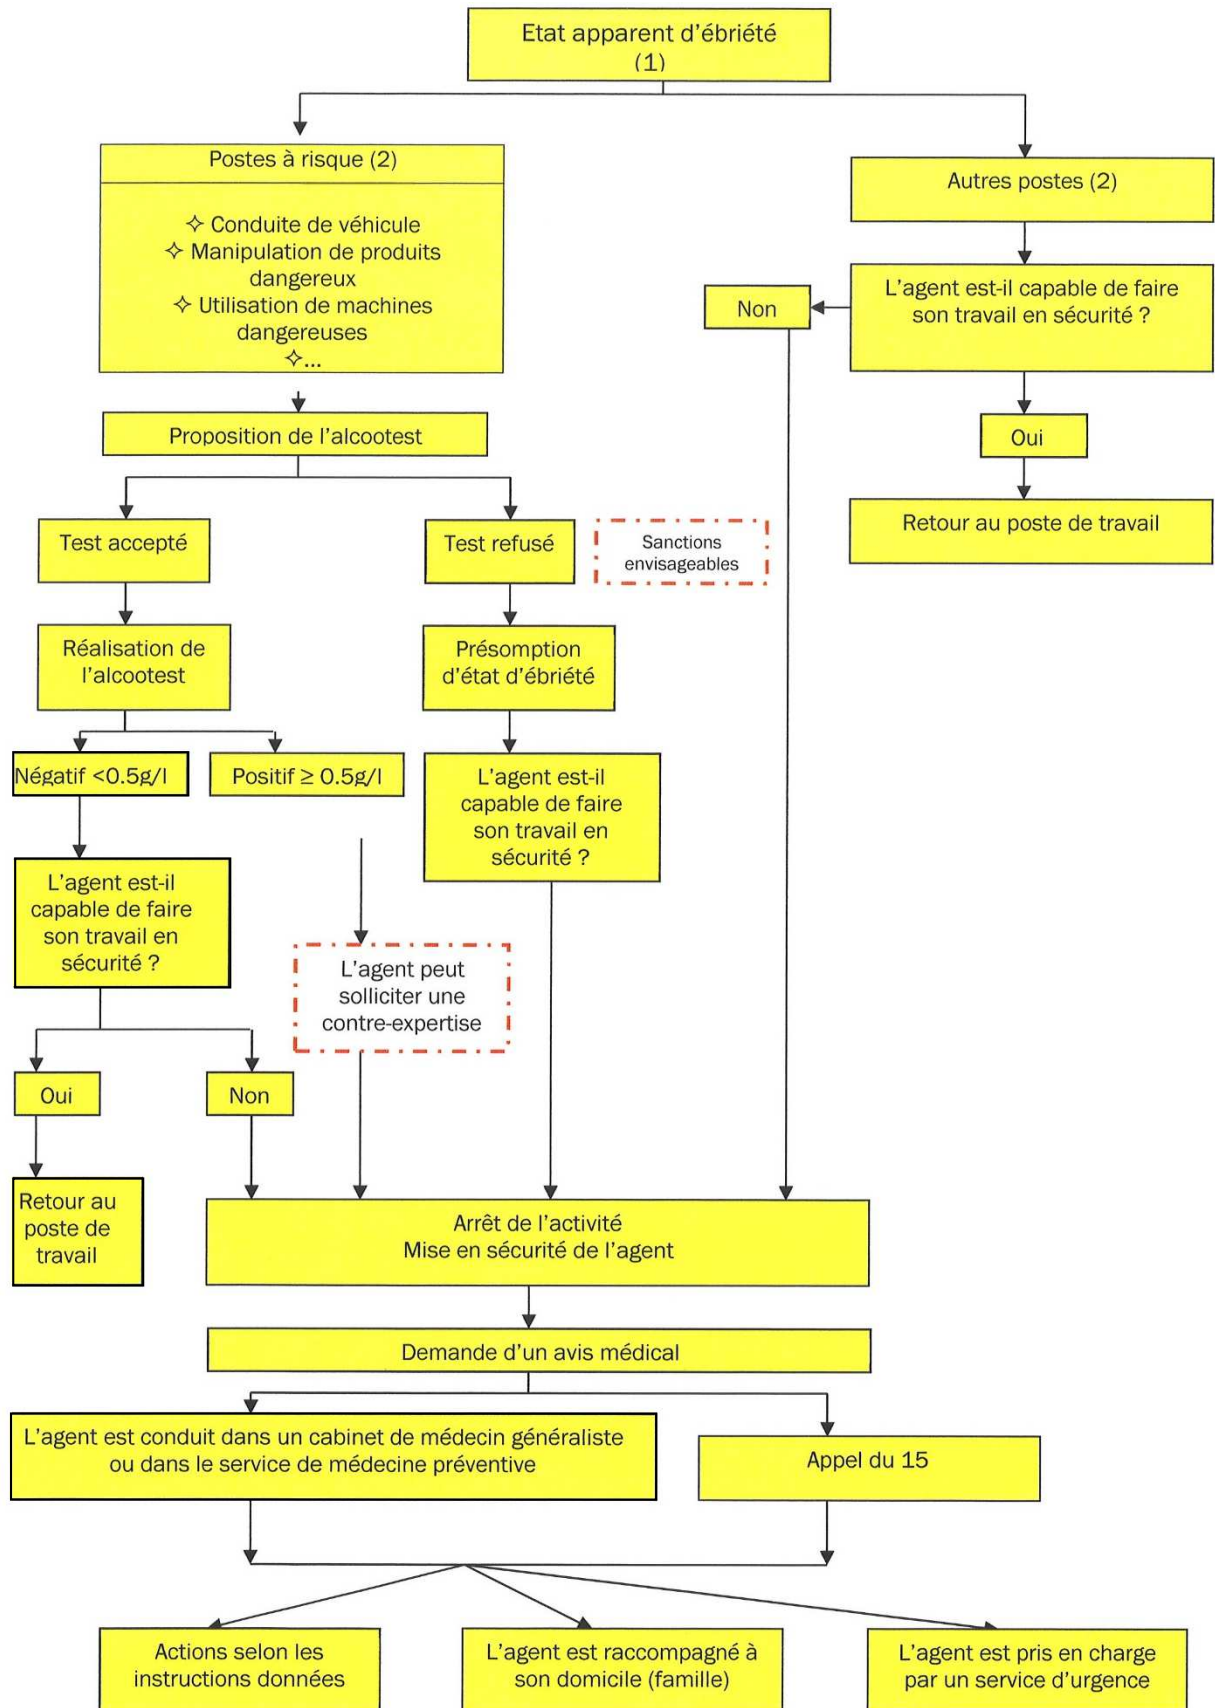 Etat apparent d'ébriété
(1)
Postes à risque (2)
✧ Conduite de véhicule
✧ Manipulation de produits
dangereux
✧ Utilisation de machines
dangereuses
✧...
Autres postes (2)
Non
L'agent est-il capable de faire
son travail en sécurité ?
Oui
Retour au poste de travail
Proposition de l'alcootest
Test accepté
Test refusé
Sanctions
envisageables
Réalisation de
l'alcootest
Présomption
d'état d'ébriété
Négatif <0.5g/l
Positif ≥ 0.5g/l
L'agent est-il
capable de faire
son travail en
sécurité ?
L'agent est-il
capable de faire
son travail en
sécurité ?
L'agent peut
solliciter une
contre-expertise
Oui
Non
Retour au
poste de
travail
Arrêt de l'activité
Mise en sécurité de l'agent
Demande d'un avis médical
L'agent est conduit dans un cabinet de médecin généraliste
ou dans le service de médecine préventive
Appel du 15
Actions selon les
instructions données
L'agent est raccompagné à
son domicile (famille)
L'agent est pris en charge
par un service d'urgence